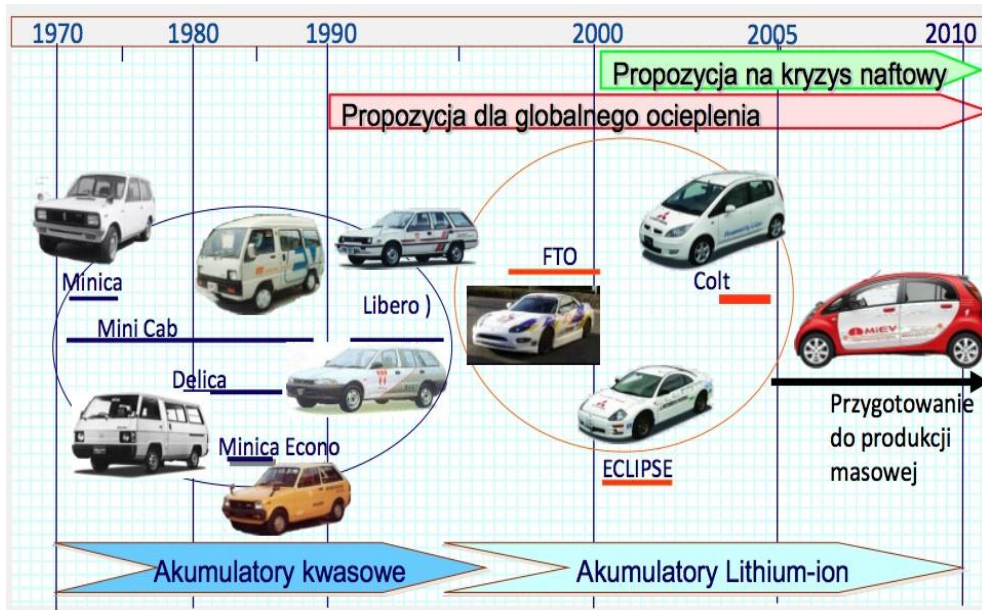 1970 1980 1990 2000 2005 2010
Propozycja na kryzys naftowy
Propozycja dla globalnego ocieplenia
Minica
Mini Cab
Libero )
Delica
Minica Econo
FTO
Colt
ECLIPSE
MiEV
Przygotowanie
do produkcji
masowej
Akumulatory kwasowe
Akumulatory Lithium-ion